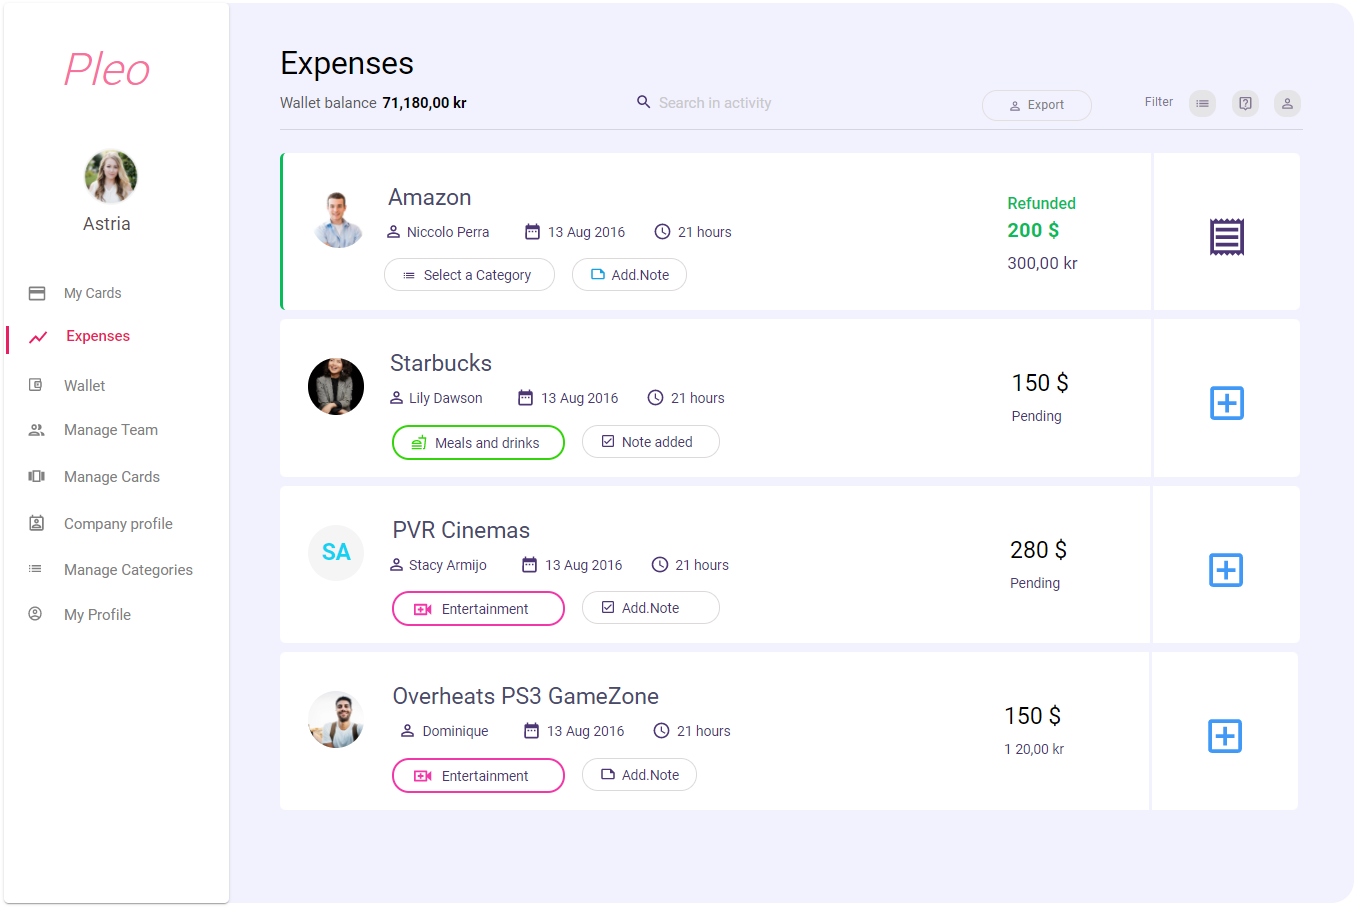 Pleo
Astria
My Cards
Expenses
Wallet
Manage Team
Manage Cards
Company profile
Manage Categories
My Profile
Expenses
Wallet balance 71,180,00 kr
Search in activity
Export
Filter
Amazon
Niccolo Perra 13 Aug 2016 21 hours
Select a Category Add.Note
Refunded
200 $
300,00 kr
Starbucks
Lily Dawson 13 Aug 2016 21 hours
Meals and drinks Note added
150 $
Pending
SA
PVR Cinemas
Stacy Armijo 13 Aug 2016 21 hours
Entertainment Add.Note
280 $
Pending
Overheats PS3 GameZone
Dominique 13 Aug 2016 21 hours
Entertainment Add.Note
150 $
1 20,00 kr